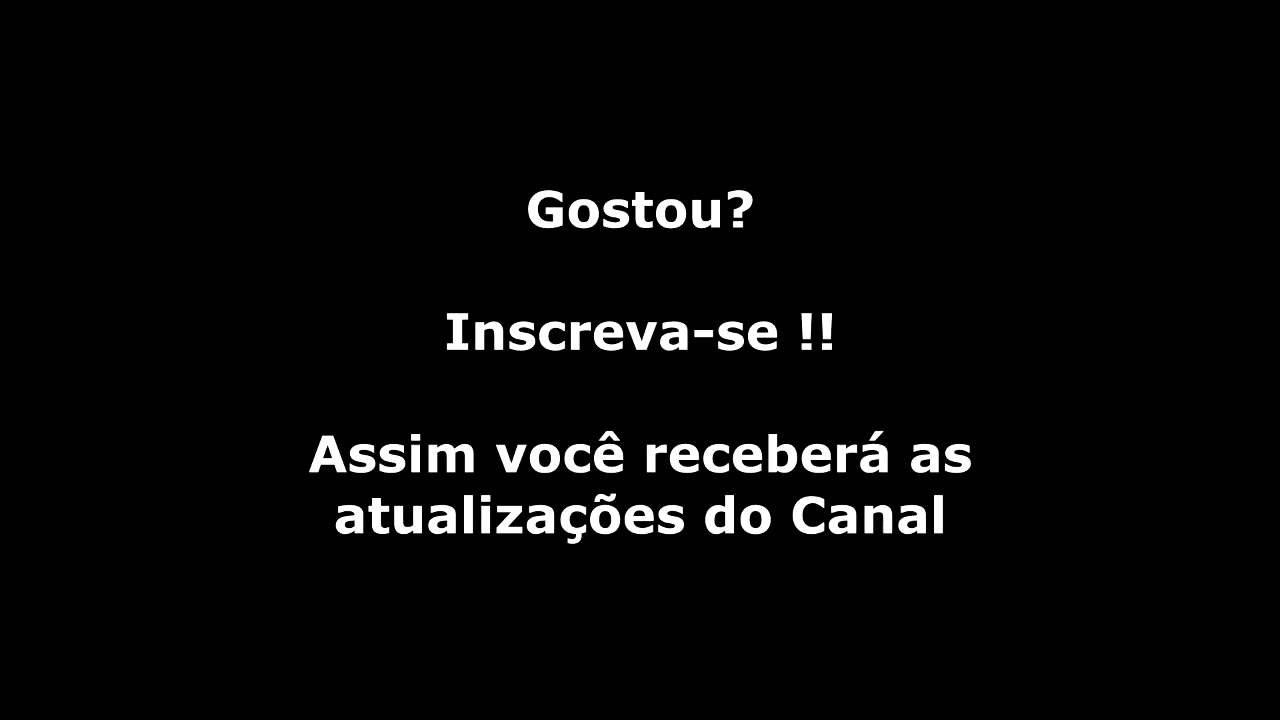 Gostou?
Inscreva-se !!
Assim você receberá as
atualizações do Canal